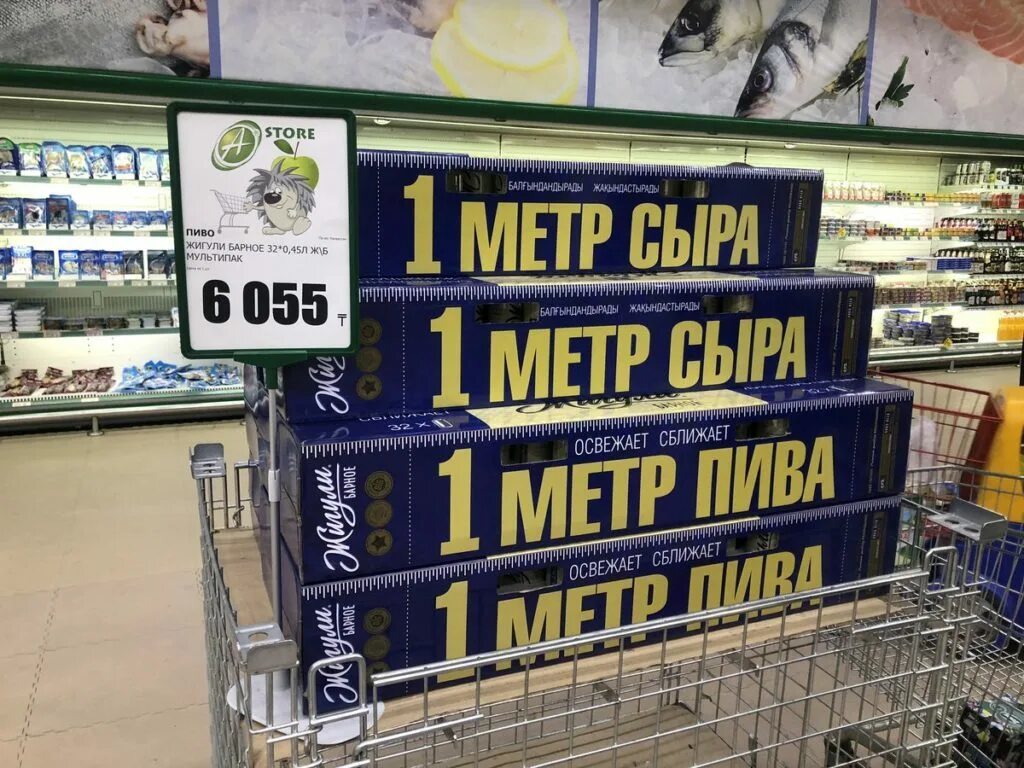 A STORE
ПИВО
ЖИГУЛИ БАРНОЕ 32*0,45Л Ж\Б
МУЛЬТИПАК
6 055 ₸
БАЛҒЫНДАНДЫРАДЫ ЖАҚЫНДАСТЫРАДЫ
1 МЕТР СЫРА
БАЛҒЫНДАНДЫРАДЫ ЖАҚЫНДАСТЫРАДЫ
Жигули
1 МЕТР СЫРА
32 x
Жигули БАРНОЕ
ОСВЕЖАЕТ СБЛИЖАЕТ
1 МЕТР ПИВА
Жигули БАРНОЕ
ОСВЕЖАЕТ СБЛИЖАЕТ
1 МЕТР ПИВА